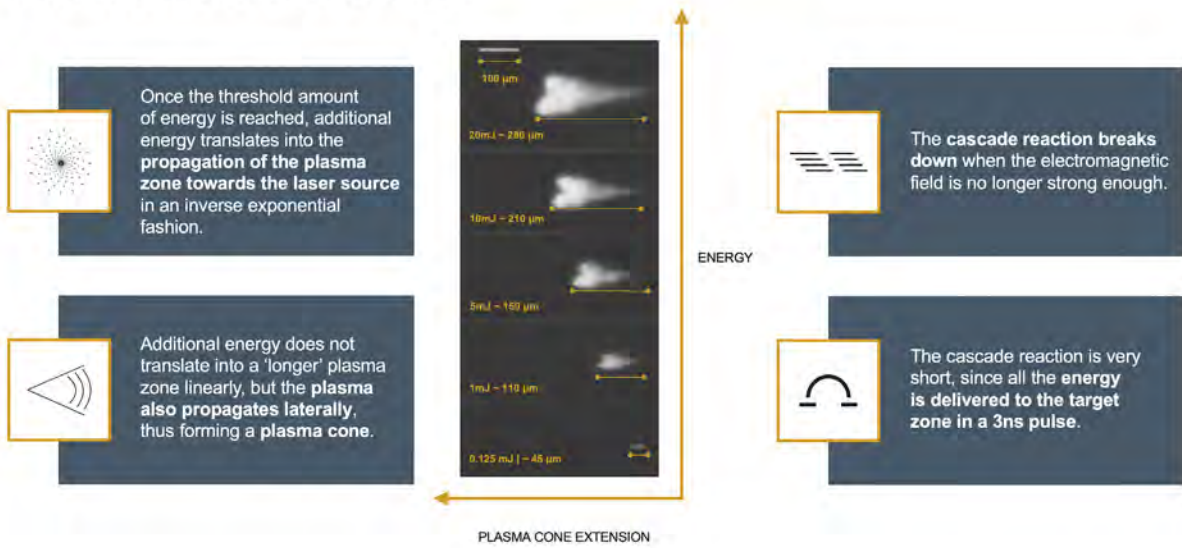 Once the threshold amount
of energy is reached, additional
energy translates into the
propagation of the plasma
zone towards the laser source
in an inverse exponential
fashion.
Additional energy does not
translate into a ‘longer’ plasma
zone linearly, but the plasma
also propagates laterally,
thus forming a plasma cone.
100 µm
20mJ ~ 280 µm
10mJ ~ 210 µm
5mJ ~ 160 µm
1mJ ~ 110 µm
0.125 mJ | ~ 45 µm
ENERGY
PLASMA CONE EXTENSION
The cascade reaction breaks
down when the electromagnetic
field is no longer strong enough.
The cascade reaction is very
short, since all the energy
is delivered to the target
zone in a 3ns pulse.